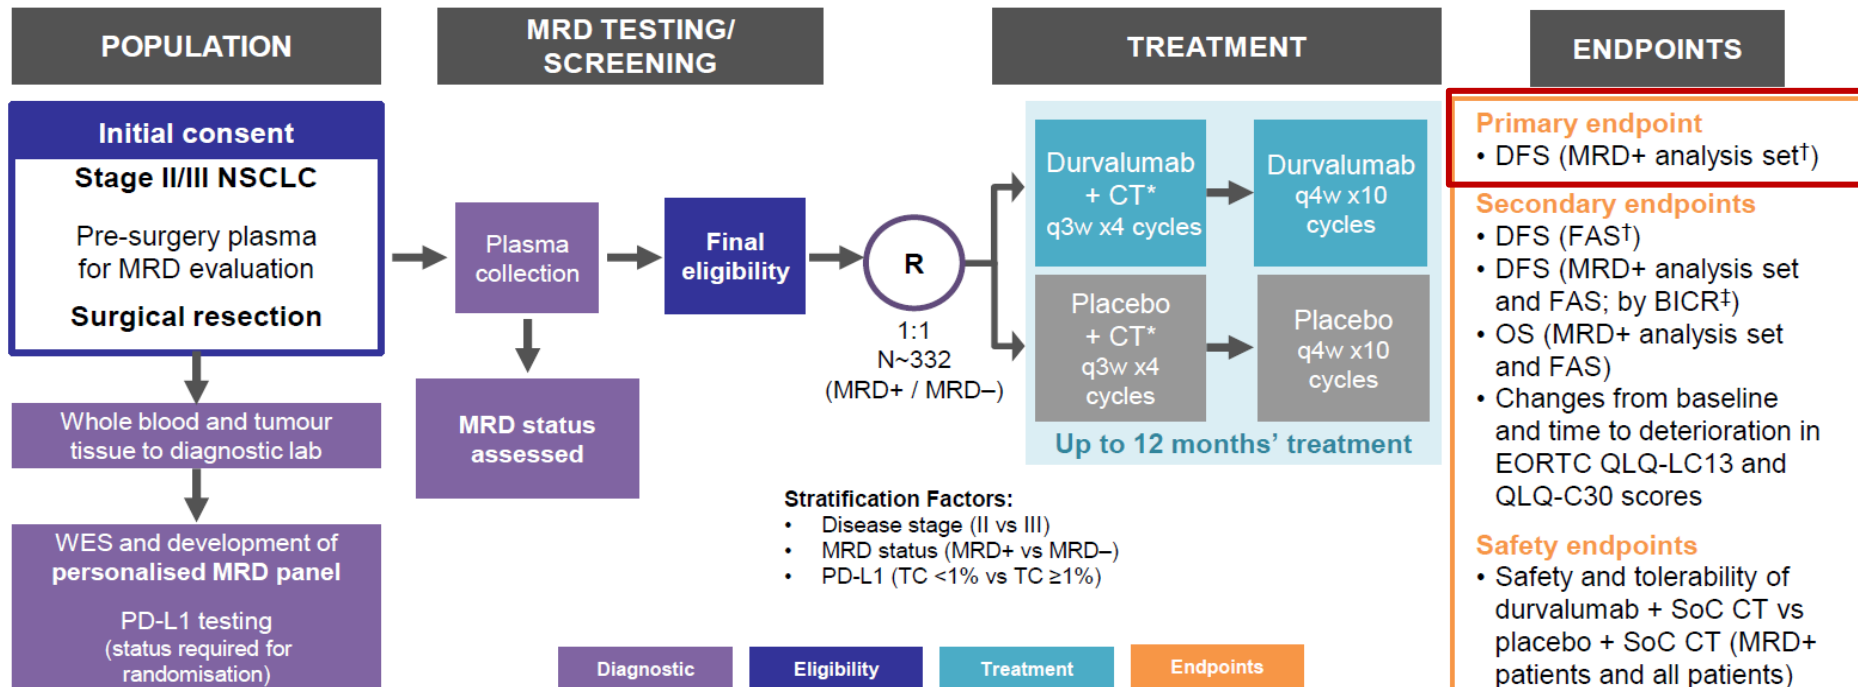 POPULATION
Initial consent
Stage II/III NSCLC
Pre-surgery plasma
for MRD evaluation
Surgical resection
Whole blood and tumour
tissue to diagnostic lab
WES and development of
personalised MRD panel
PD-L1 testing
(status required for
randomisation)
MRD TESTING/
SCREENING
Plasma
collection
MRD status
assessed
Final
eligibility
R
1:1
N~332
(MRD+ / MRD–)
TREATMENT
Durvalumab
+ CT*
q3w x4 cycles
Durvalumab
q4w x10
cycles
Placebo
+ CT*
q3w x4
cycles
Placebo
q4w x10
cycles
Up to 12 months’ treatment
Stratification Factors:
• Disease stage (II vs III)
• MRD status (MRD+ vs MRD–)
• PD-L1 (TC <1% vs TC ≥1%)
ENDPOINTS
Primary endpoint
• DFS (MRD+ analysis set†)
Secondary endpoints
• DFS (FAS†)
• DFS (MRD+ analysis set
and FAS; by BICR‡)
• OS (MRD+ analysis set
and FAS)
• Changes from baseline
and time to deterioration in
EORTC QLQ-LC13 and
QLQ-C30 scores
Safety endpoints
• Safety and tolerability of
durvalumab + SoC CT vs
placebo + SoC CT (MRD+
patients and all patients)
Diagnostic
Eligibility
Treatment
Endpoints